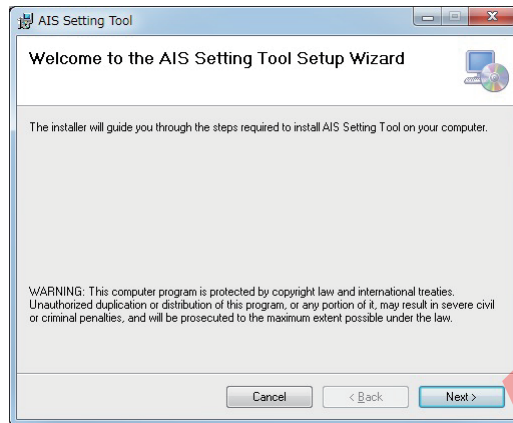 AIS Setting Tool
Welcome to the AIS Setting Tool Setup Wizard
The installer will guide you through the steps required to install AIS Setting Tool on your computer.
WARNING: This computer program is protected by copyright law and international treaties.
Unauthorized duplication or distribution of this program, or any portion of it, may result in severe civil
or criminal penalties, and will be prosecuted to the maximum extent possible under the law.
Cancel < Back Next >